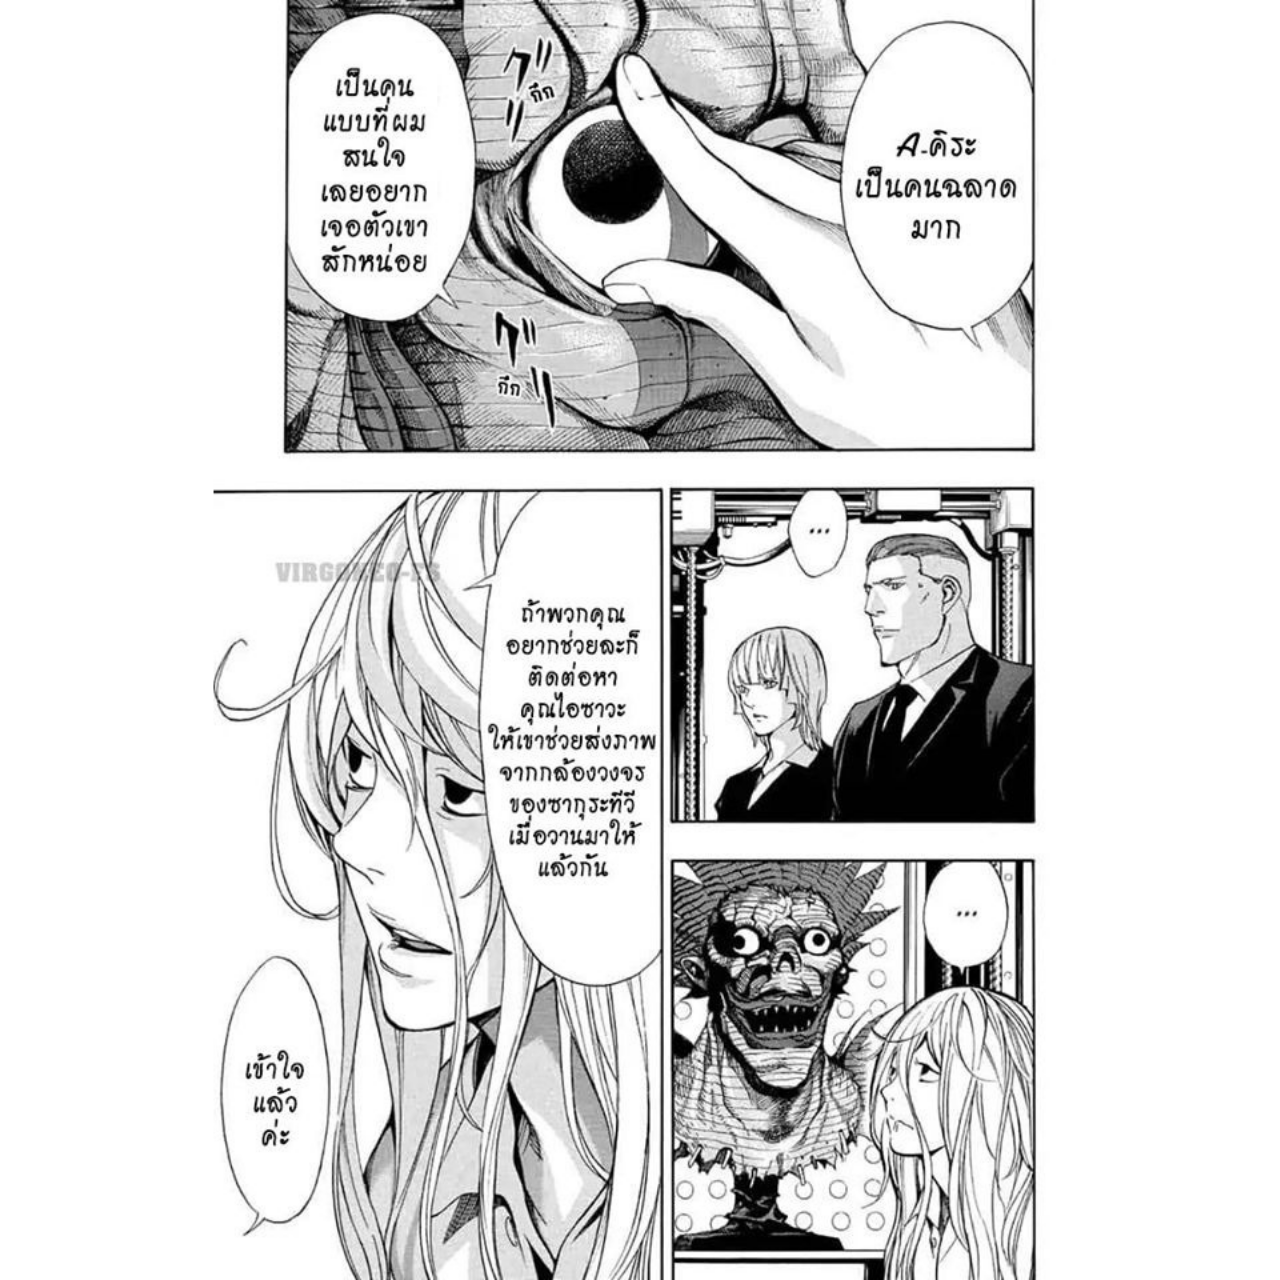 A-คิระ
เป็นคนฉลาด
มาก
เป็นคน
แบบที่ผม
สนใจ
เลยอยาก
เจอตัวเขา
สักหน่อย
グ
กึก
グ
กึก
...
...
VIRGONEO-FS
ถ้าพวกคุณ
อยากช่วยละก็
ติดต่อหา
คุณไอซาวะ
ให้เขาช่วยส่งภาพ
จากกล้องวงจร
ของซากุระทีวี
เมื่อวานมาให้
แล้วกัน
เข้าใจ
แล้ว
ค่ะ